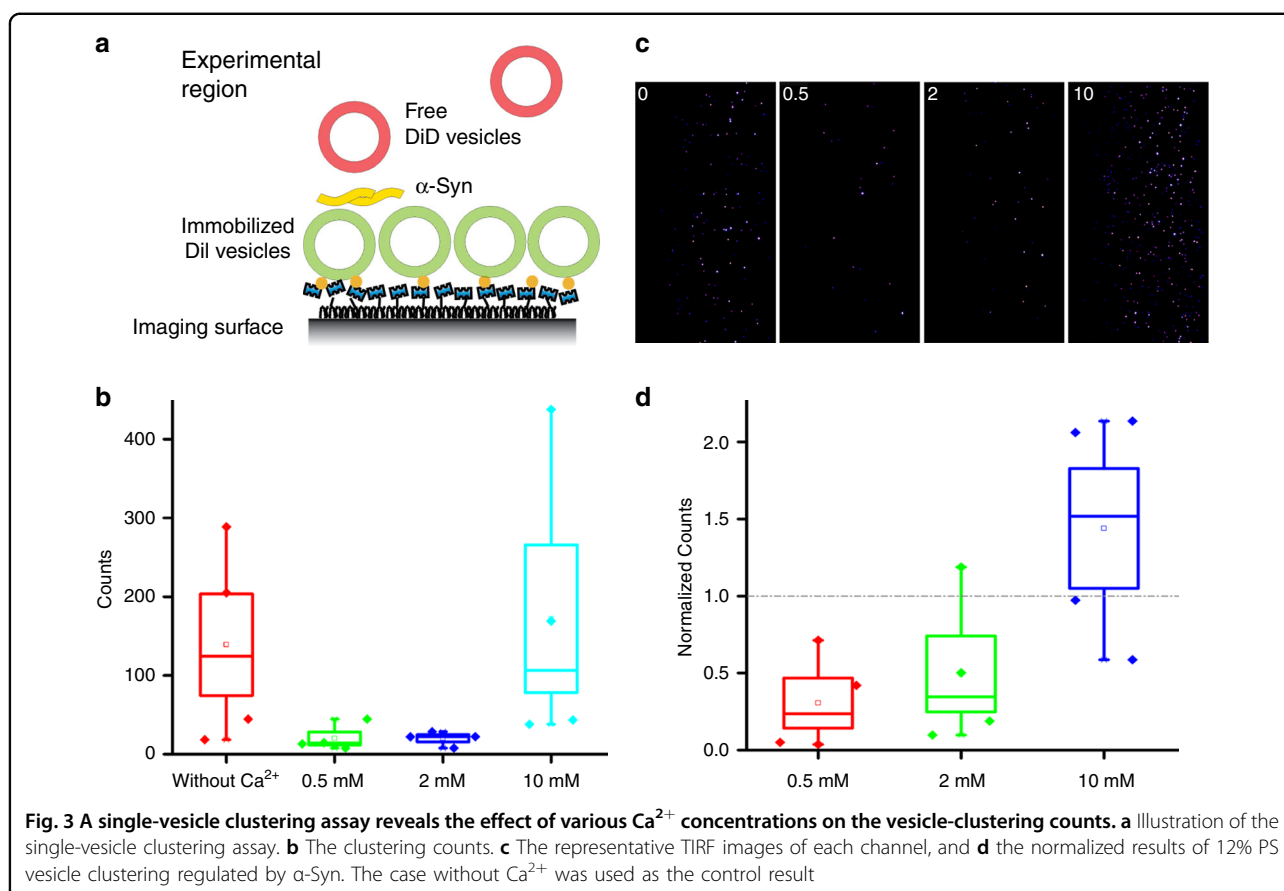 a
Experimental
region
Free
DiD vesicles
α-Syn
Immobilized
Dil vesicles
Imaging surface
c
0
0.5
2
10
b
400
300
200
100
0
Counts
Without Ca²⁺
0.5 mM
2 mM
10 mM
d
2.0
1.5
1.0
0.5
0.0
Normalized Counts
0.5 mM
2 mM
10 mM
Fig. 3 A single-vesicle clustering assay reveals the effect of various Ca²⁺ concentrations on the vesicle-clustering counts. a Illustration of the
single-vesicle clustering assay. b The clustering counts. c The representative TIRF images of each channel, and d the normalized results of 12% PS
vesicle clustering regulated by α-Syn. The case without Ca²⁺ was used as the control result